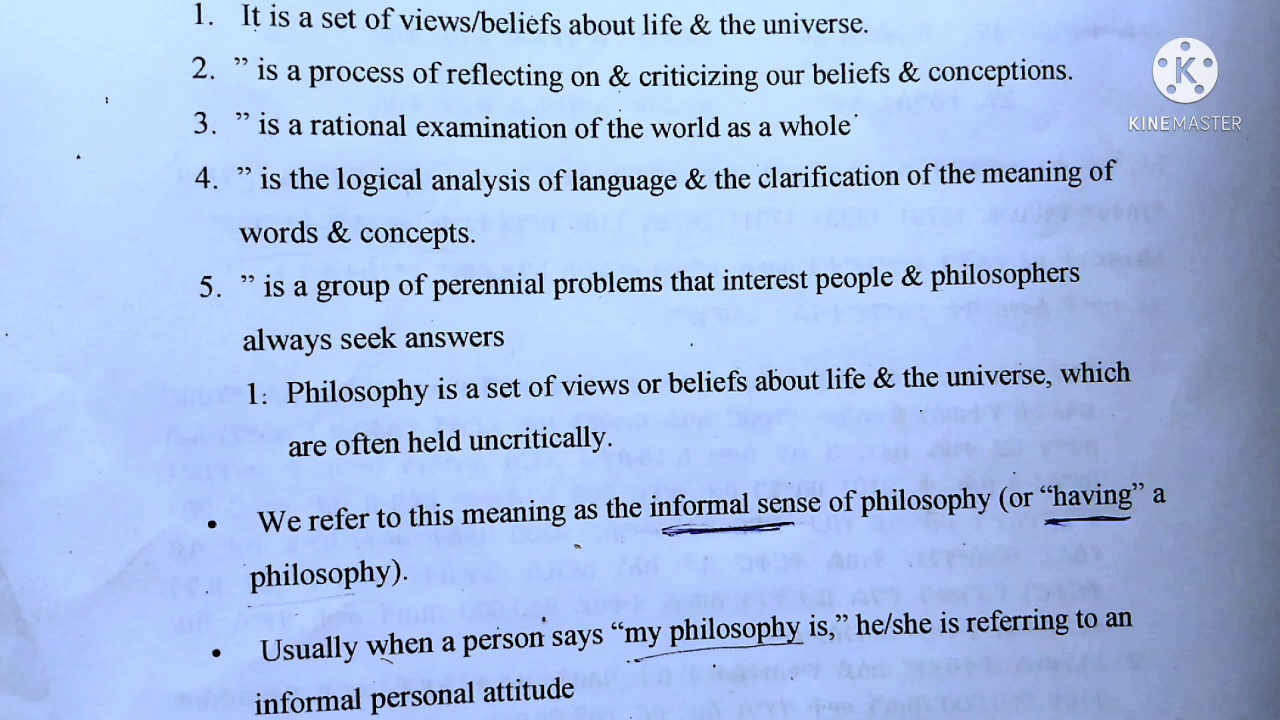 1. It is a set of views/beliefs about life & the universe.
2. ” is a process of reflecting on & criticizing our beliefs & conceptions.
3. ” is a rational examination of the world as a whole
4. ” is the logical analysis of language & the clarification of the meaning of
words & concepts.
5. ” is a group of perennial problems that interest people & philosophers
always seek answers
1: Philosophy is a set of views or beliefs about life & the universe, which
are often held uncritically.
• We refer to this meaning as the informal sense of philosophy (or “having” a
philosophy).
• Usually when a person says “my philosophy is,” he/she is referring to an
informal personal attitude
K
KINEMASTER